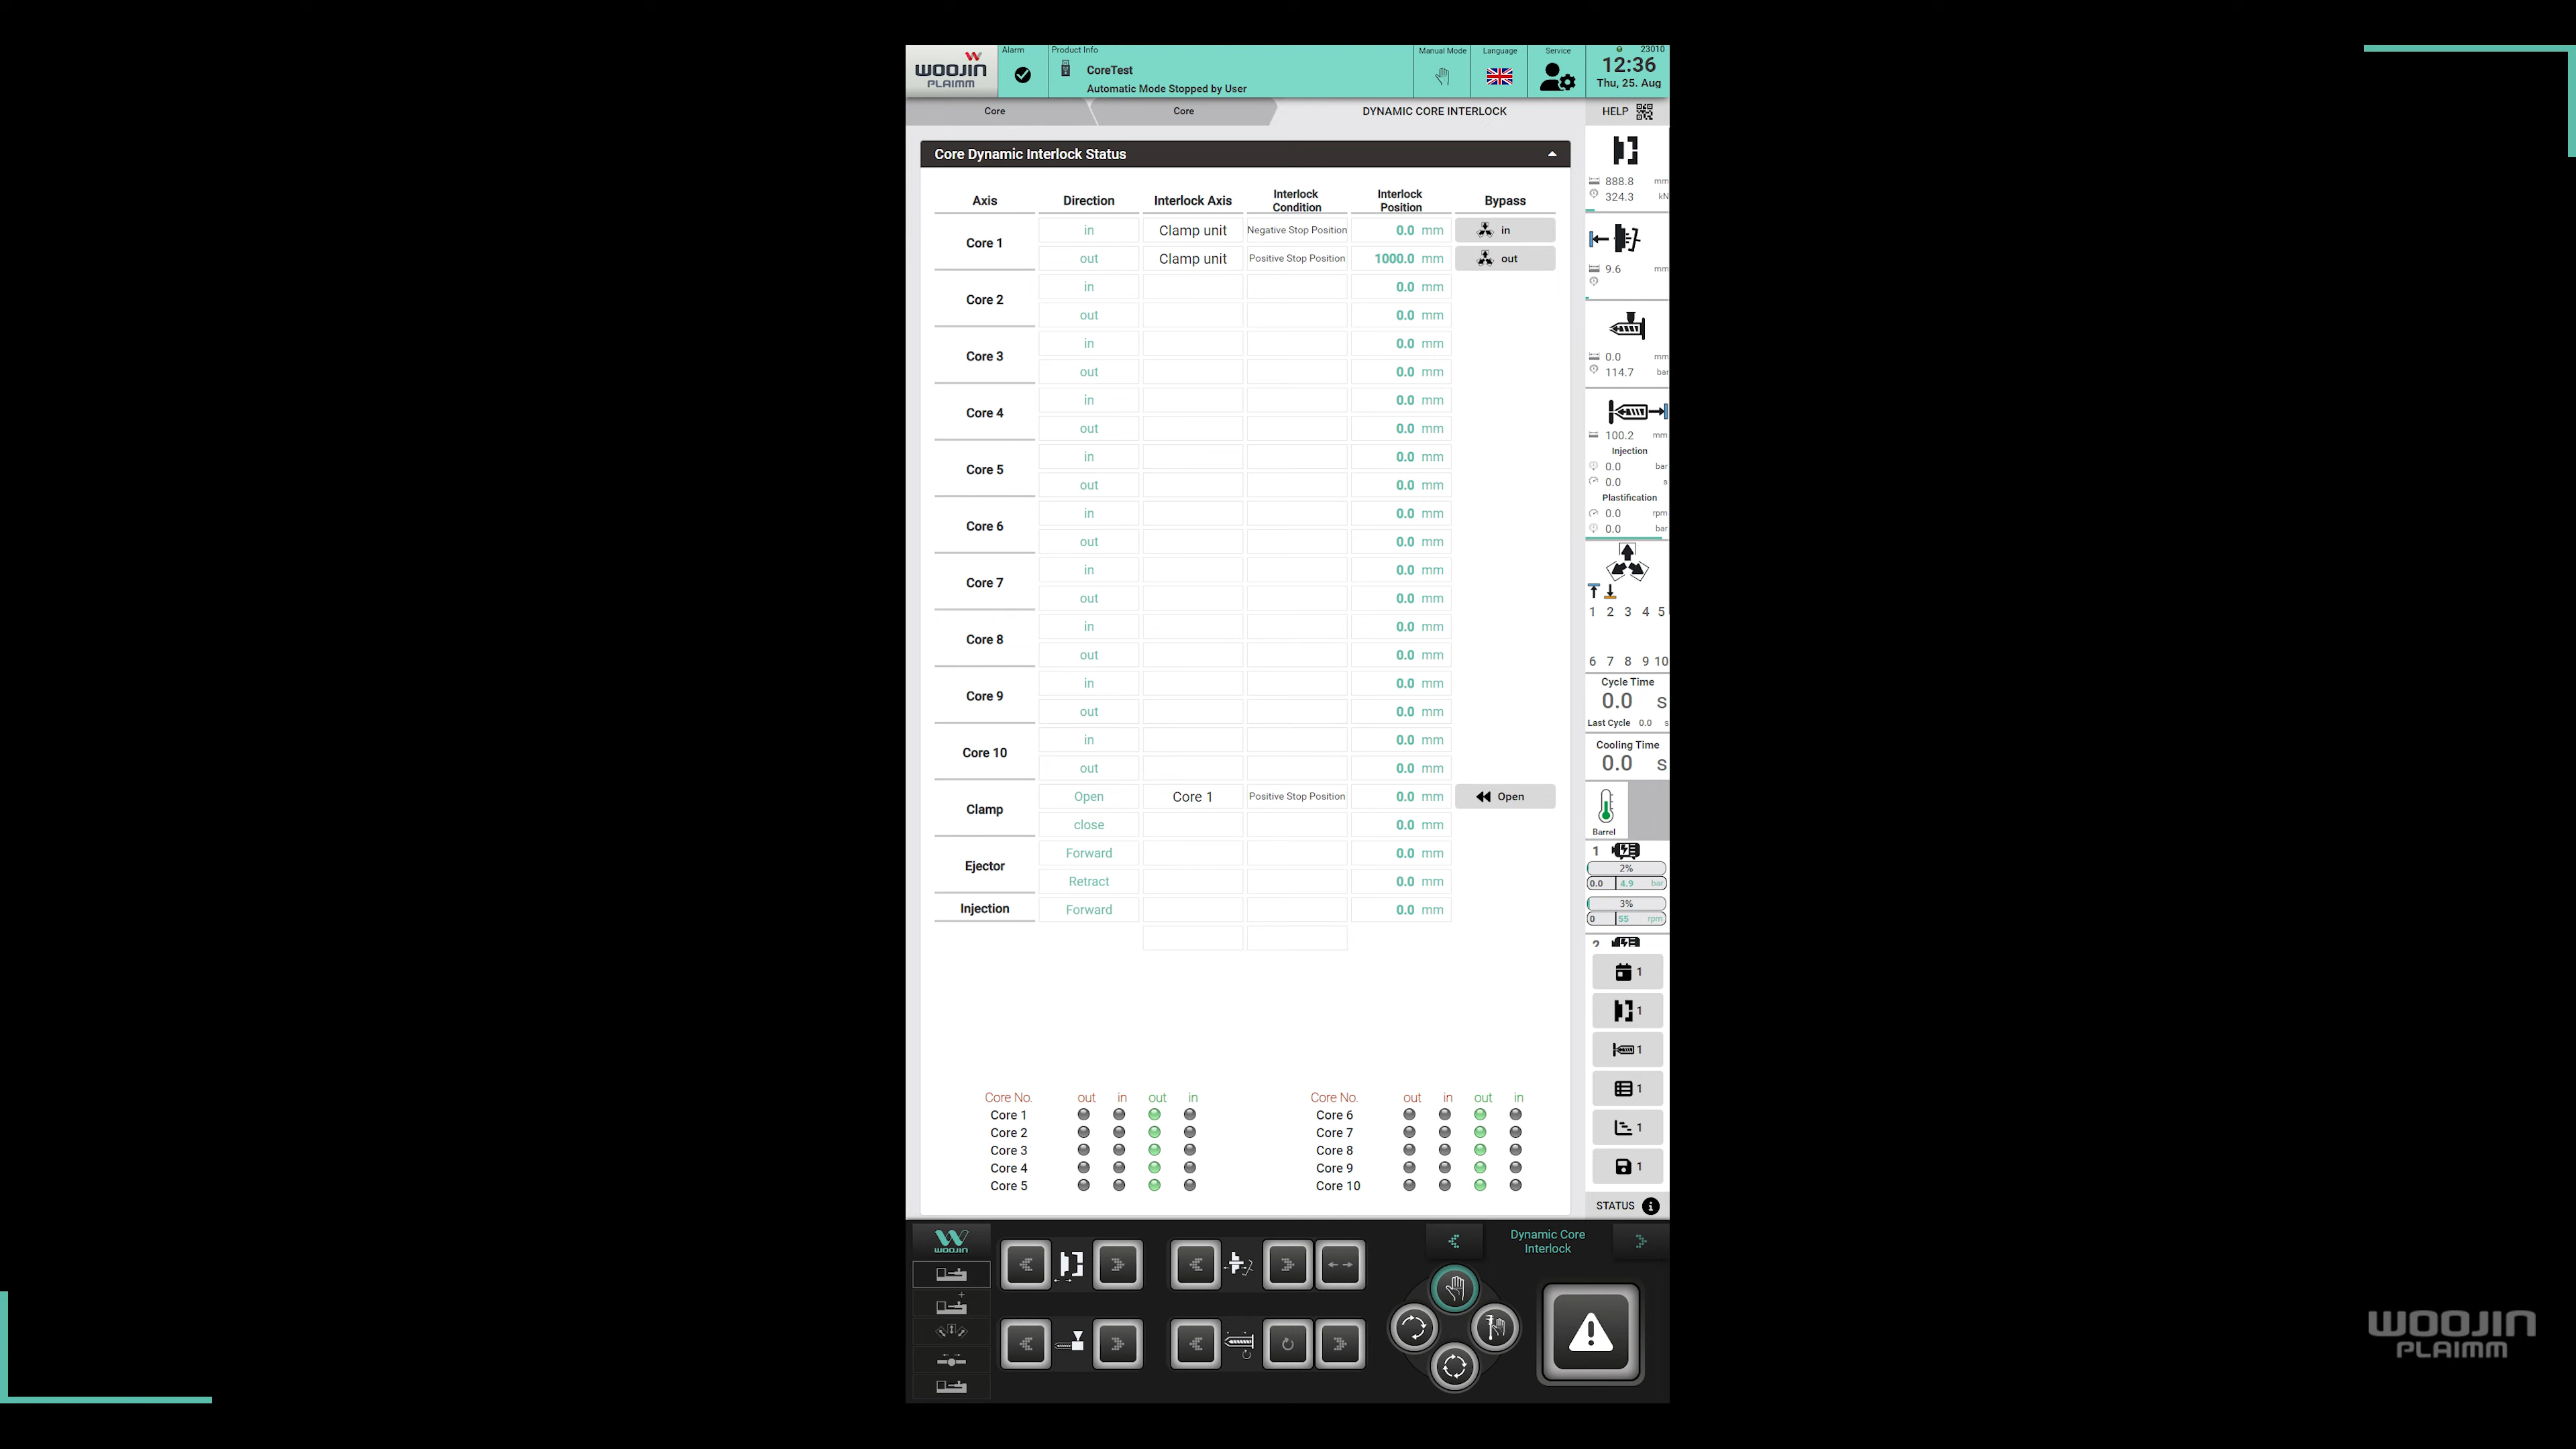 WOOJIN
PLAIMM
Alarm
Product Info
CoreTest
Automatic Mode Stopped by User
Manual Mode
Language
Service
23010
12:36
Thu, 25. Aug
Core
Core
DYNAMIC CORE INTERLOCK
HELP
Core Dynamic Interlock Status
Axis Direction Interlock Axis Interlock Condition Interlock Position Bypass
Core 1
in Clamp unit Negative Stop Position 0.0 mm in
out Clamp unit Positive Stop Position 1000.0 mm out
Core 2
in 0.0 mm
out 0.0 mm
Core 3
in 0.0 mm
out 0.0 mm
Core 4
in 0.0 mm
out 0.0 mm
Core 5
in 0.0 mm
out 0.0 mm
Core 6
in 0.0 mm
out 0.0 mm
Core 7
in 0.0 mm
out 0.0 mm
Core 8
in 0.0 mm
out 0.0 mm
Core 9
in 0.0 mm
out 0.0 mm
Core 10
in 0.0 mm
out 0.0 mm
Clamp
Open Core 1 Positive Stop Position 0.0 mm Open
close 0.0 mm
Ejector
Forward 0.0 mm
Retract 0.0 mm
Injection Forward 0.0 mm
Core No. out in out in
Core 1
Core 2
Core 3
Core 4
Core 5
Core No. out in out in
Core 6
Core 7
Core 8
Core 9
Core 10
888.8 mm
324.3 kN
9.6 mm
0.0 mm
114.7 bar
100.2 mm
Injection
0.0 bar
0.0 s
Plastification
0.0 rpm
0.0 bar
1 2 3 4 5
6 7 8 9 10
Cycle Time
0.0 s
Last Cycle 0.0 s
Cooling Time
0.0 s
Barrel
1
2%
0.0 4.9 bar
3%
0 55 rpm
2
1
1
1
1
1
1
STATUS
WOOJIN
Dynamic Core
Interlock
WOOJIN
PLAIMM